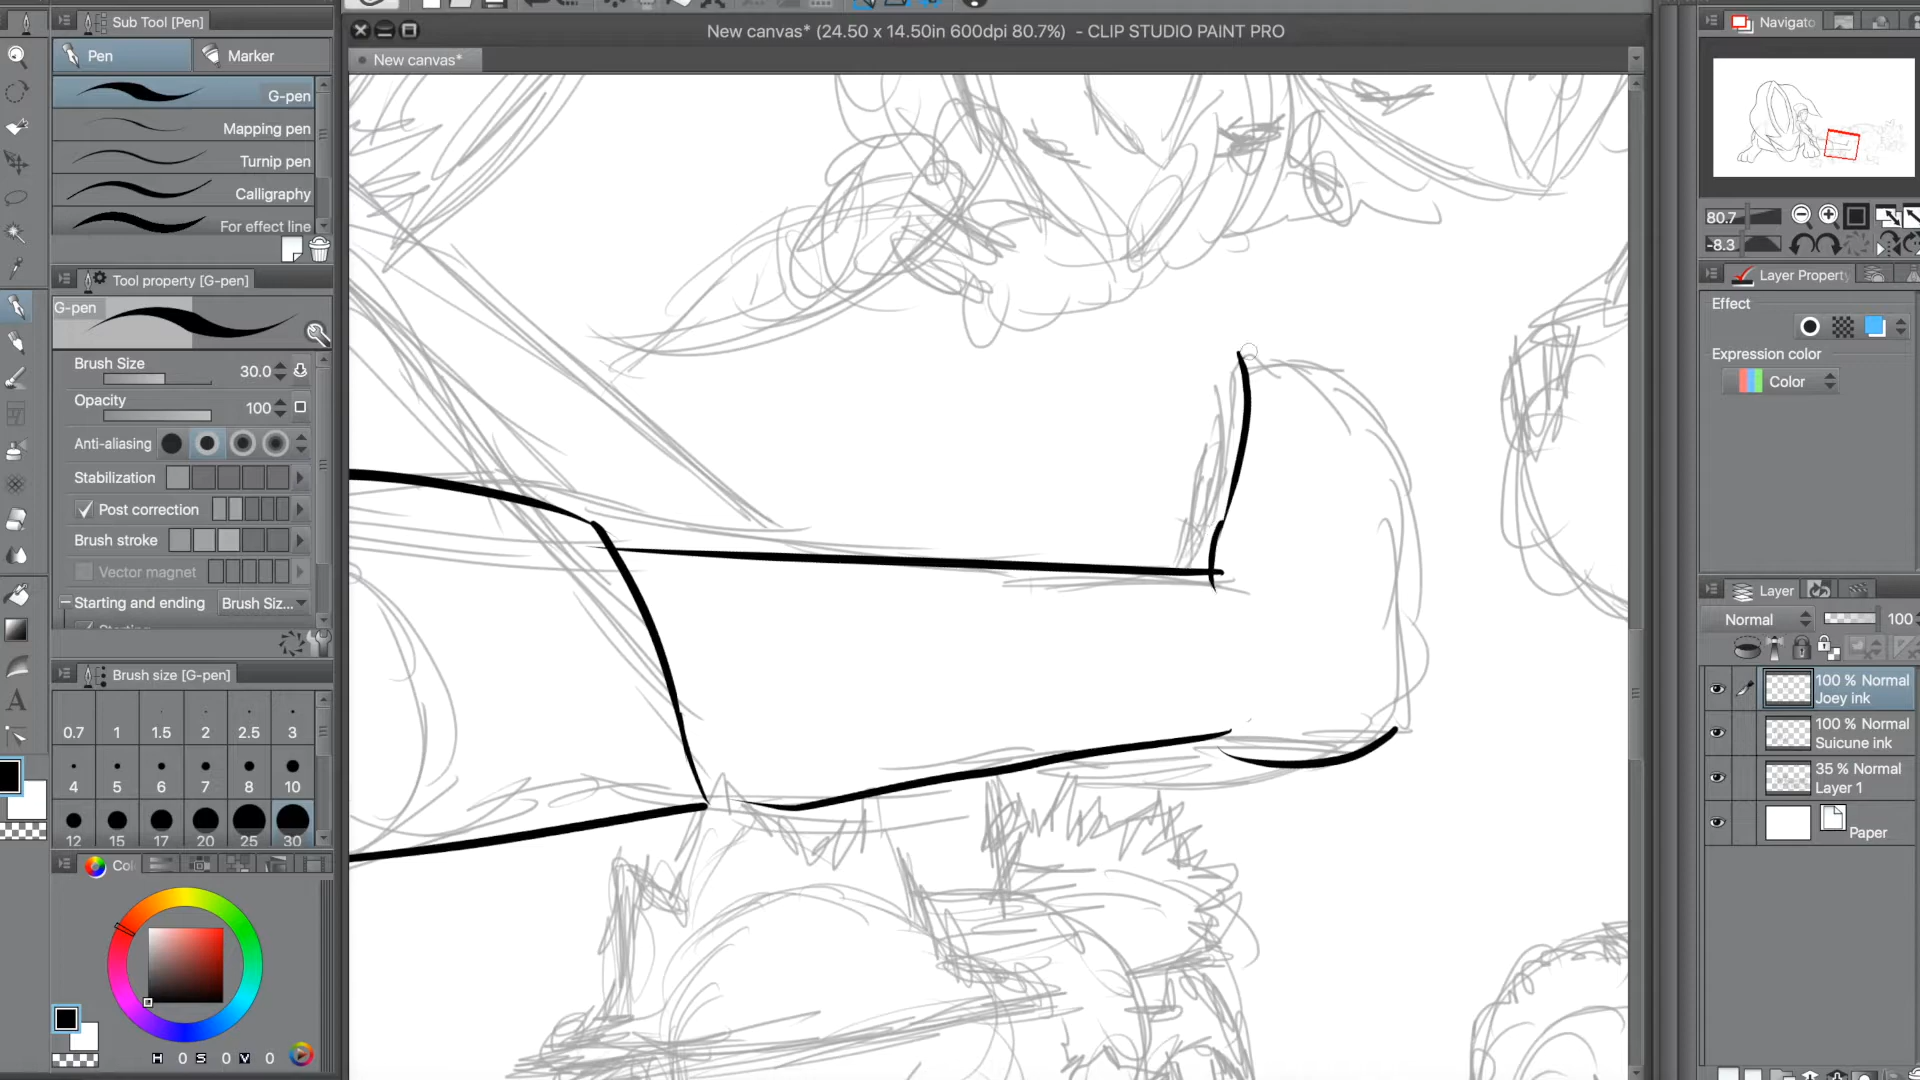 Sub Tool [Pen]
Pen
Marker
G-pen
Mapping pen
Turnip pen
Calligraphy
For effect line
Tool property [G-pen]
G-pen
Brush Size
30.0
Opacity
100
Anti-aliasing
Stabilization
Post correction
Brush stroke
Vector magnet
Starting and ending
Brush Siz...
Brush size [G-pen]
0.7 1 1.5 2 2.5 3
4 5 6 7 8 10
12 15 17 20 25 30
Co
H 0 S 0 V 0
New canvas* (24.50 x 14.50in 600dpi 80.7%) - CLIP STUDIO PAINT PRO
New canvas*
Navigato
80.7
-8.3
Layer Property
Effect
Expression color
Color
Layer
Normal
100
100 % Normal
Joey ink
100 % Normal
Suicune ink
35 % Normal
Layer 1
Paper
A